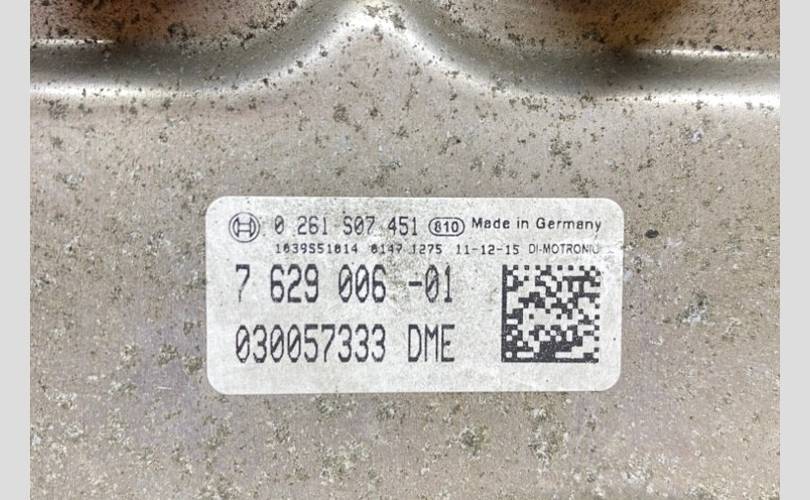 0 261 S07 451 810 Made in Germany
1039S51014 0147 1275 11-12-15 DI-MOTRONIC
7 629 006 -01
030057333 DME